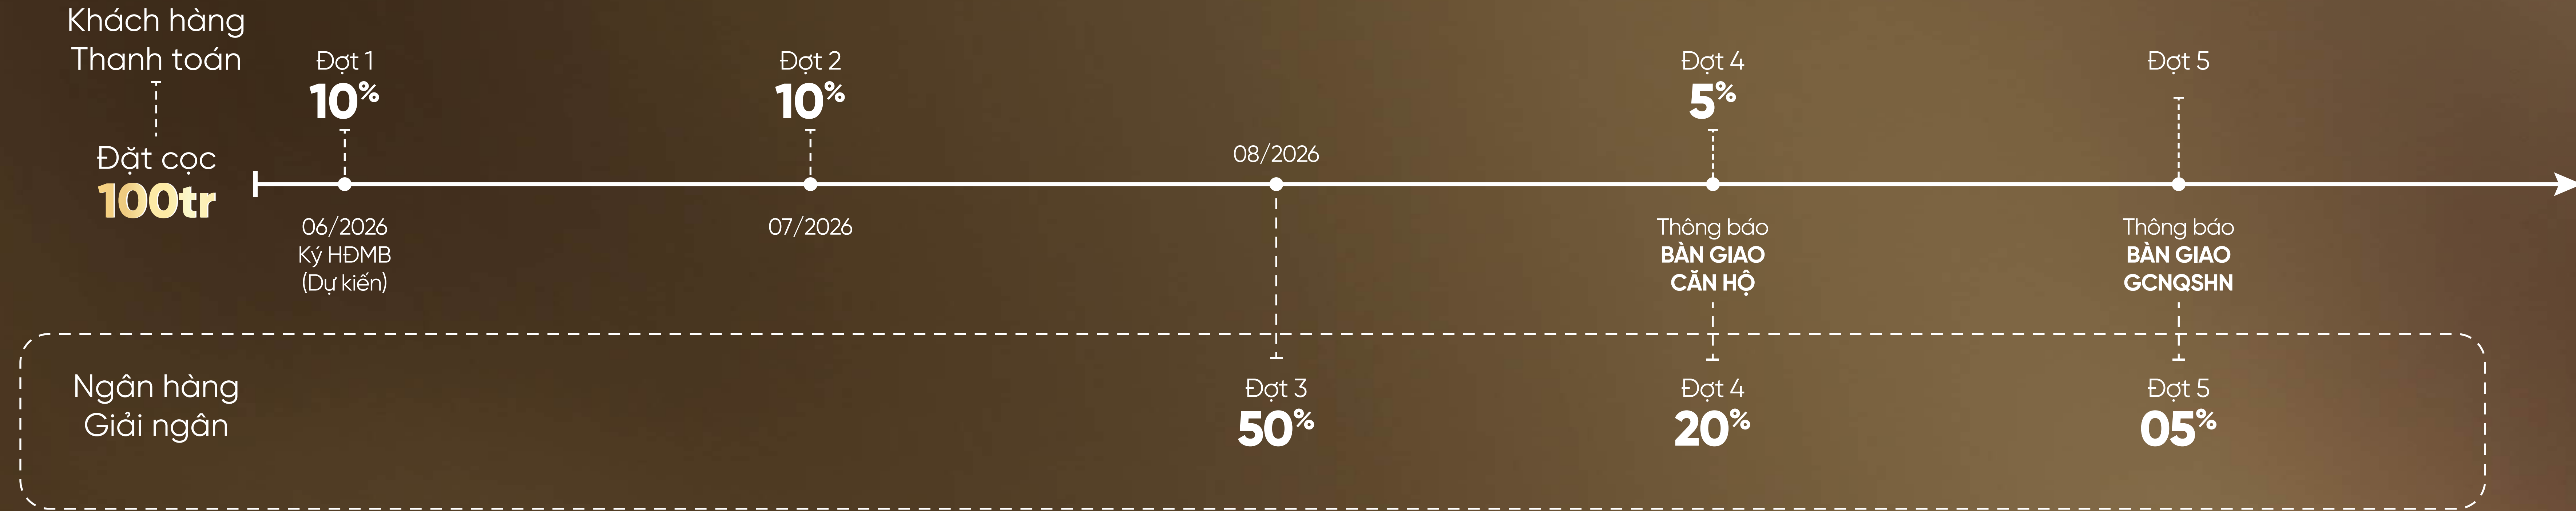 Khách hàng
Thanh toán
Đặt cọc
100tr
Đợt 1
10%
06/2026
Ký HĐMB
(Dự kiến)
Đợt 2
10%
07/2026
08/2026
Đợt 4
5%
Thông báo
BÀN GIAO
CĂN HỘ
Đợt 5
Thông báo
BÀN GIAO
GCNQSHN
Ngân hàng
Giải ngân
Đợt 3
50%
Đợt 4
20%
Đợt 5
05%